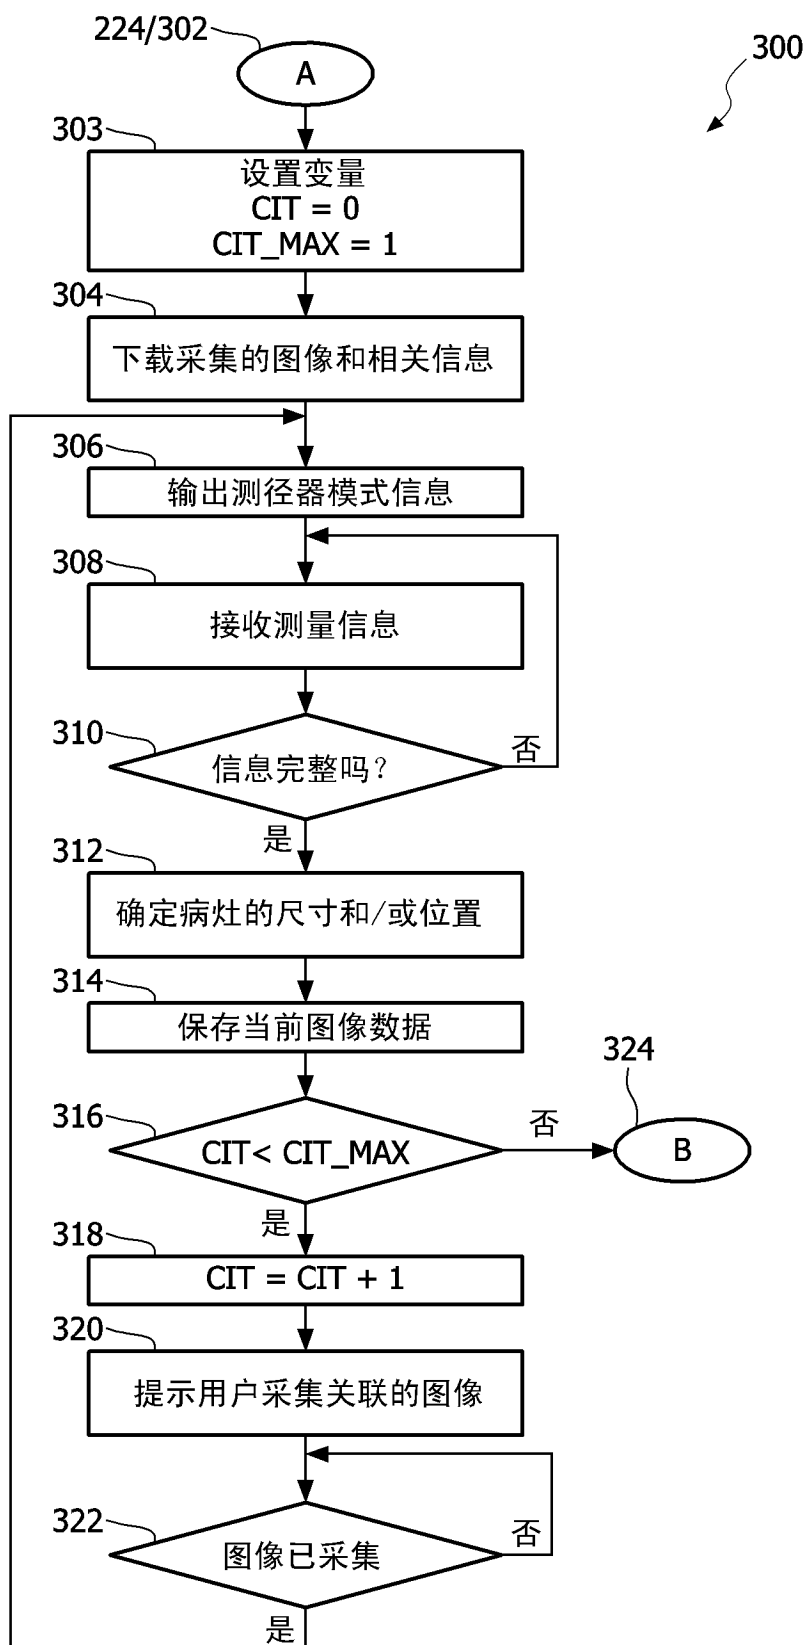 224/302
300
A
303
设置变量
CIT = 0
CIT_MAX = 1
304
下载采集的图像和相关信息
306
输出测径器模式信息
308
接收测量信息
310
信息完整吗?
否
是
312
确定病灶的尺寸和/或位置
314
保存当前图像数据
324
316
CIT< CIT_MAX
否
B
是
318
CIT = CIT + 1
320
提示用户采集关联的图像
322
图像已采集
否
是